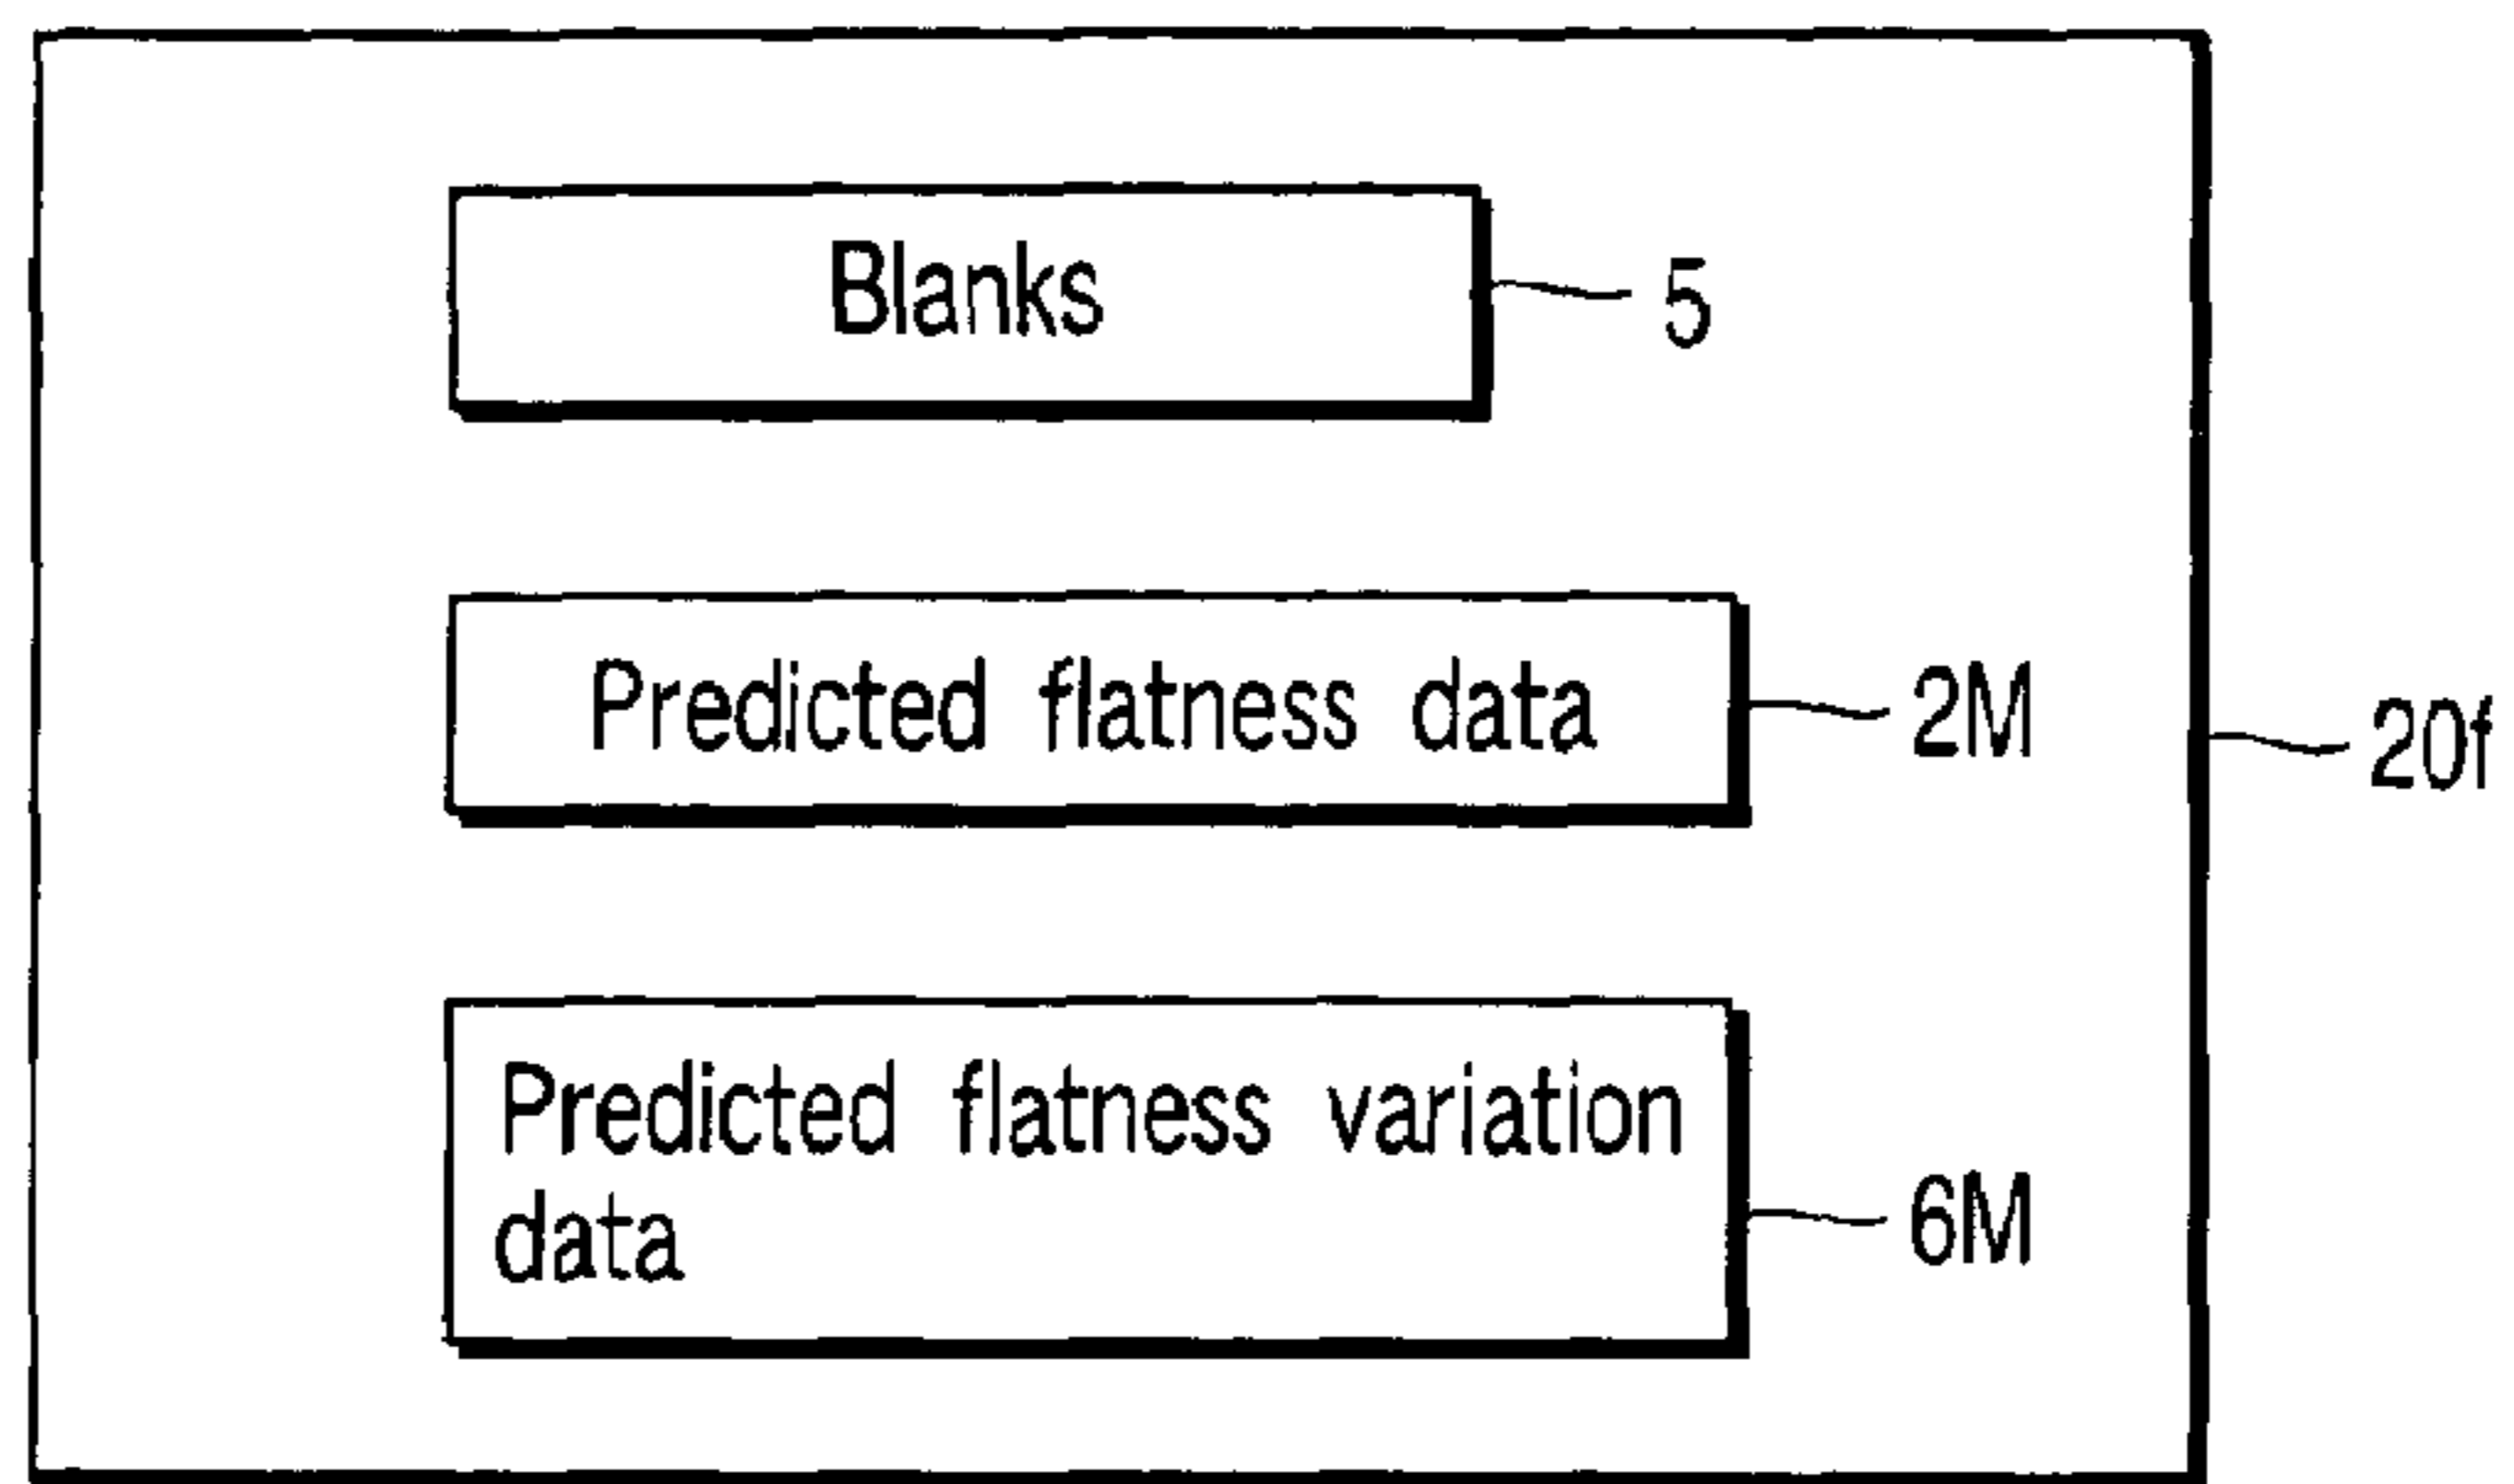 Blanks
5
Predicted flatness data
2M
20f
Predicted flatness variation
data
6M